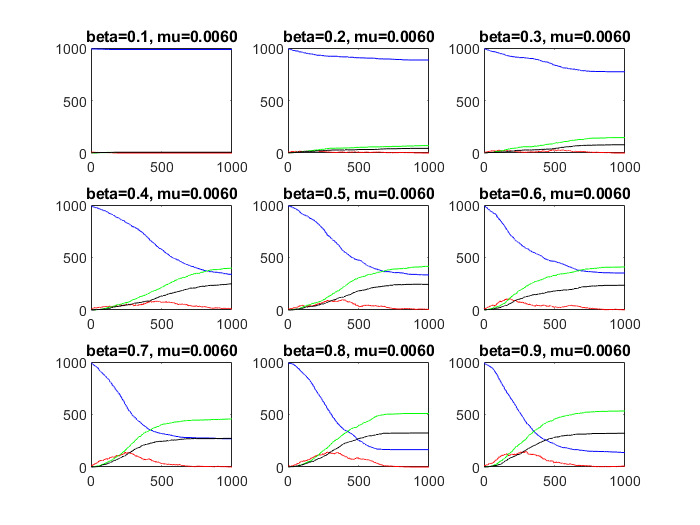 beta=0.1, mu=0.0060 beta=0.2, mu=0.0060 beta=0.3, mu=0.0060
1000 1000 1000
500 500 500
0 0 0
0 500 1000 0 500 1000 0 500 1000
beta=0.4, mu=0.0060 beta=0.5, mu=0.0060 beta=0.6, mu=0.0060
1000 1000 1000
500 500 500
0 0 0
0 500 1000 0 500 1000 0 500 1000
beta=0.7, mu=0.0060 beta=0.8, mu=0.0060 beta=0.9, mu=0.0060
1000 1000 1000
500 500 500
0 0 0
0 500 1000 0 500 1000 0 500 1000